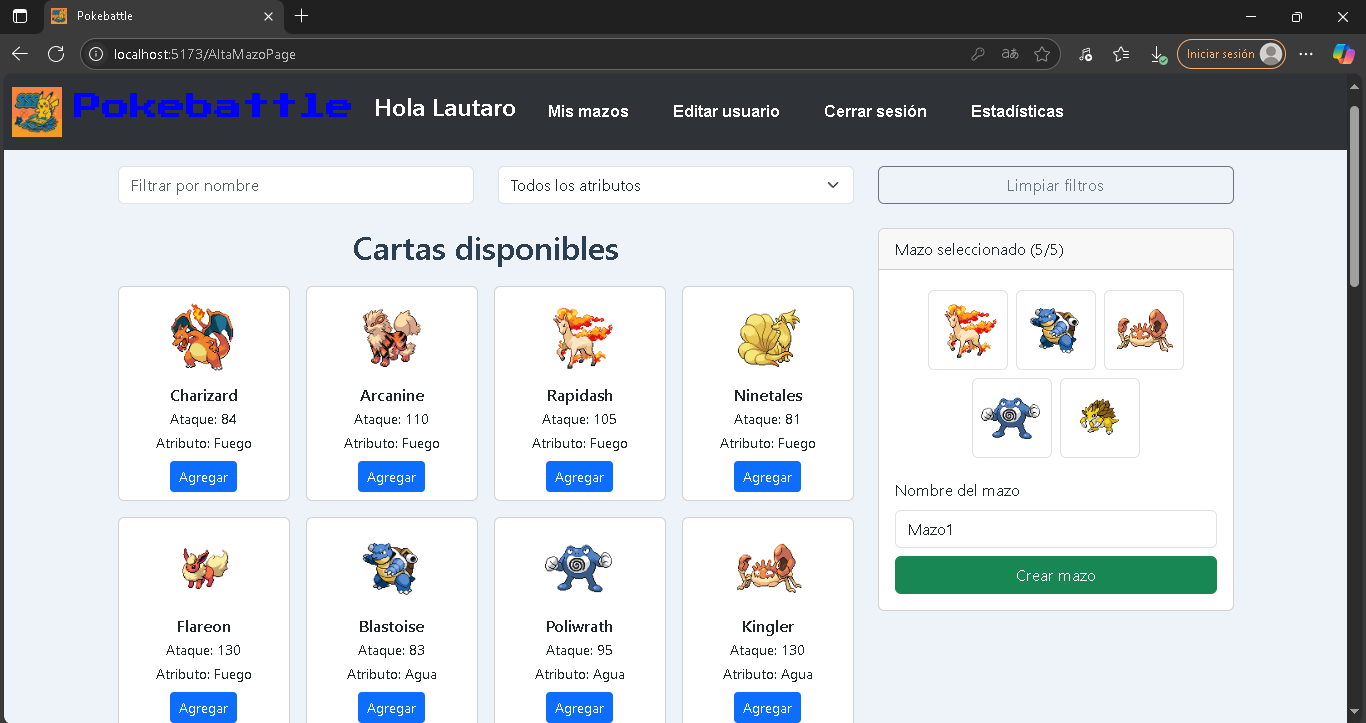 Pokebattle
localhost:5173/AltaMazoPage
Iniciar sesión
Pokebattle
Hola Lautaro
Mis mazos
Editar usuario
Cerrar sesión
Estadísticas
Filtrar por nombre
Todos los atributos
Limpiar filtros
Cartas disponibles
Charizard
Ataque: 84
Atributo: Fuego
Agregar
Arcanine
Ataque: 110
Atributo: Fuego
Agregar
Rapidash
Ataque: 105
Atributo: Fuego
Agregar
Ninetales
Ataque: 81
Atributo: Fuego
Agregar
Flareon
Ataque: 130
Atributo: Fuego
Agregar
Blastoise
Ataque: 83
Atributo: Agua
Agregar
Poliwrath
Ataque: 95
Atributo: Agua
Agregar
Kingler
Ataque: 130
Atributo: Agua
Agregar
Mazo seleccionado (5/5)
Nombre del mazo
Mazo1
Crear mazo